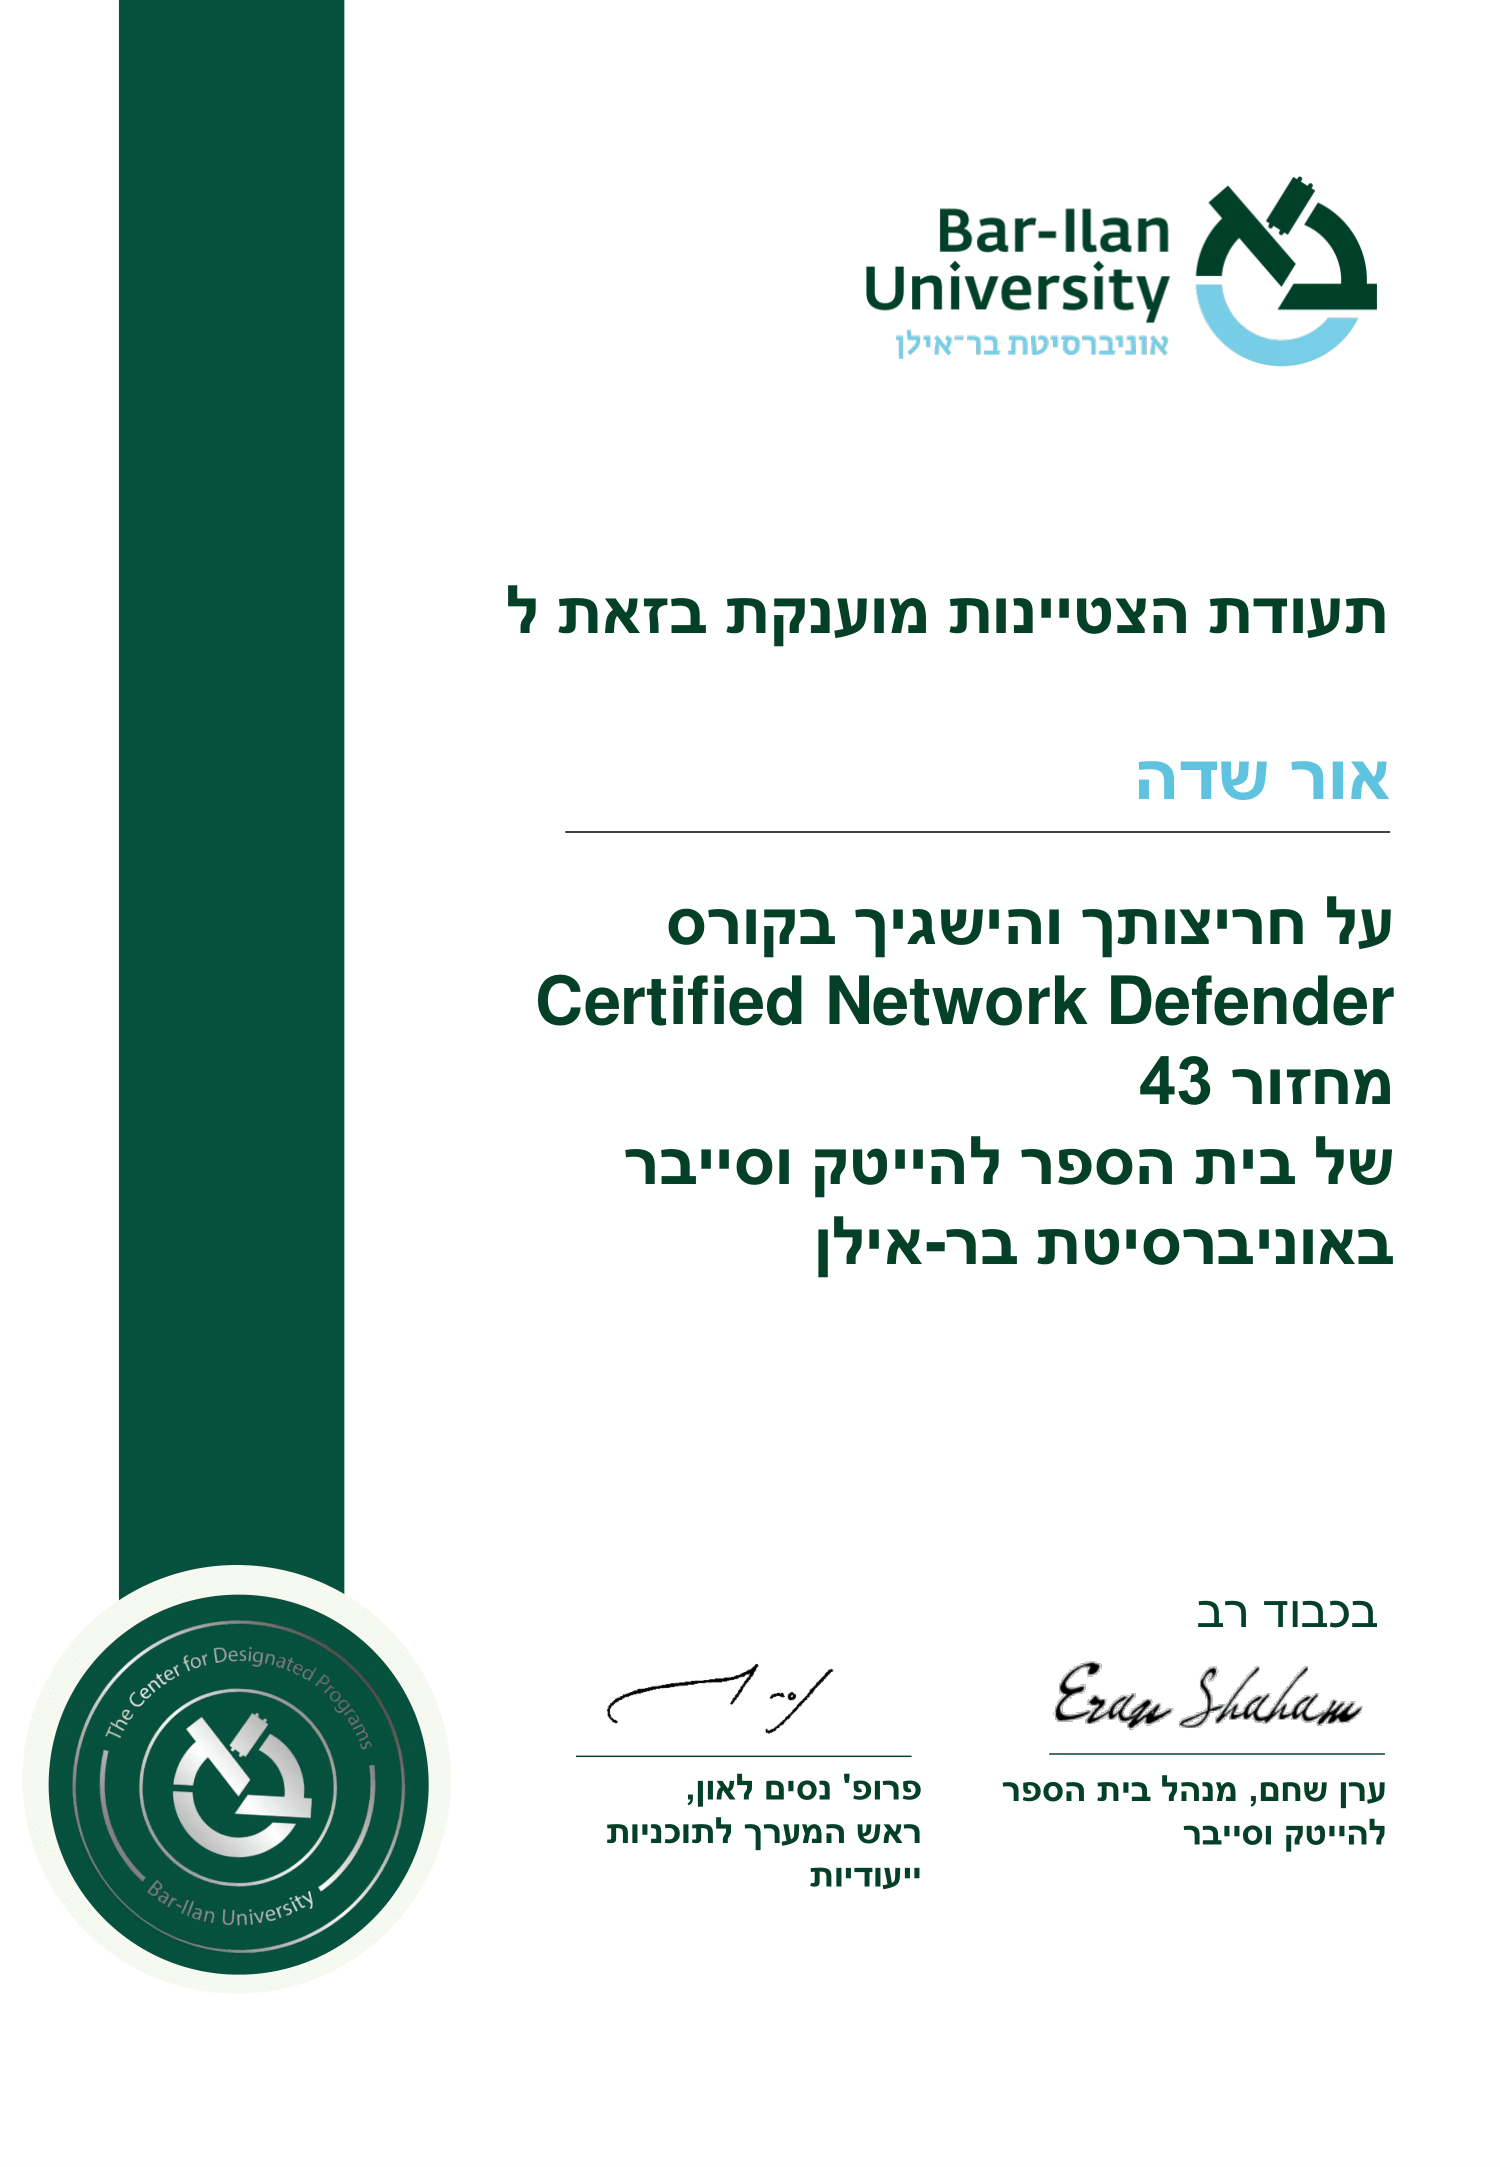 Bar-Ilan
University
אוניברסיטת בר־אילן
תעודת הצטיינות מוענקת בזאת ל
אור שדה
על חריצותך והישגיך בקורס
Certified Network Defender
מחזור 43
של בית הספר להייטק וסייבר
באוניברסיטת בר-אילן
בכבוד רב
Eran Shaham
ערן שחם, מנהל בית הספר
להייטק וסייבר
פרופ' נסים לאון,
ראש המערך לתוכניות
ייעודיות
The Center for Designated Programs
Bar-Ilan University